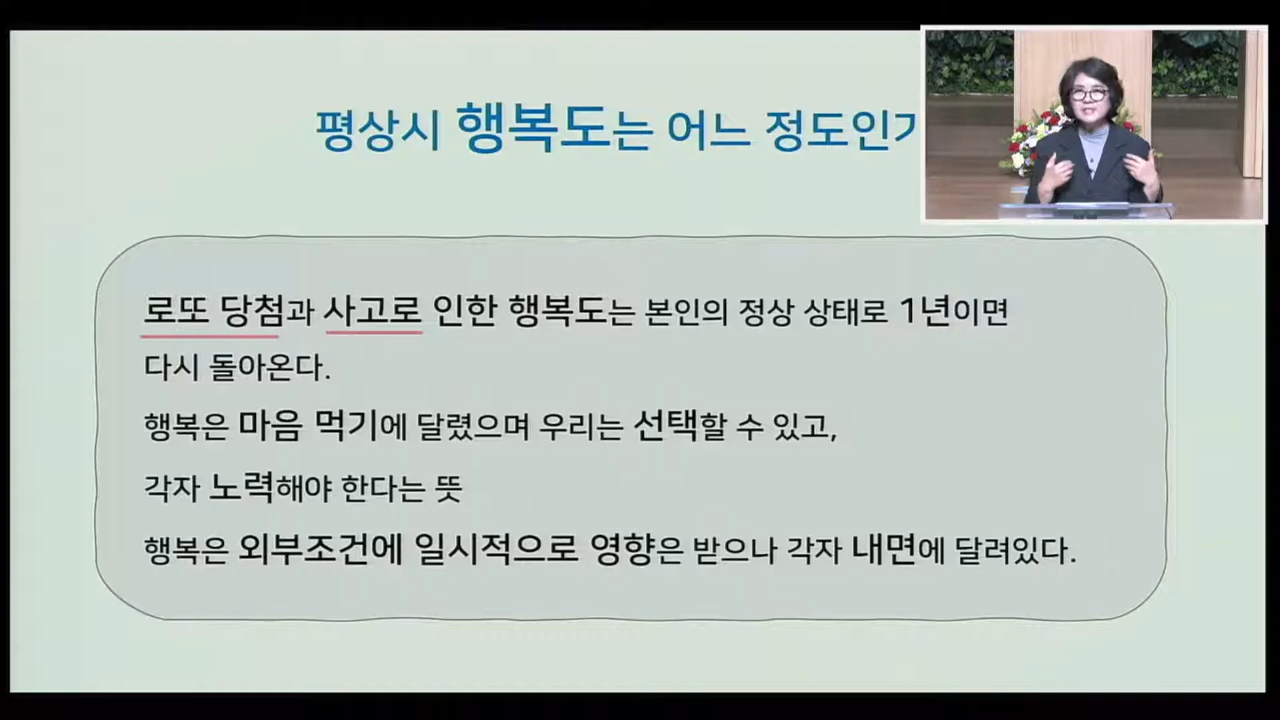 평상시 행복도는 어느 정도인가
로또 당첨과 사고로 인한 행복도는 본인의 정상 상태로 1년이면
다시 돌아온다.
행복은 마음 먹기에 달렸으며 우리는 선택할 수 있고,
각자 노력해야 한다는 뜻
행복은 외부조건에 일시적으로 영향은 받으나 각자 내면에 달려있다.